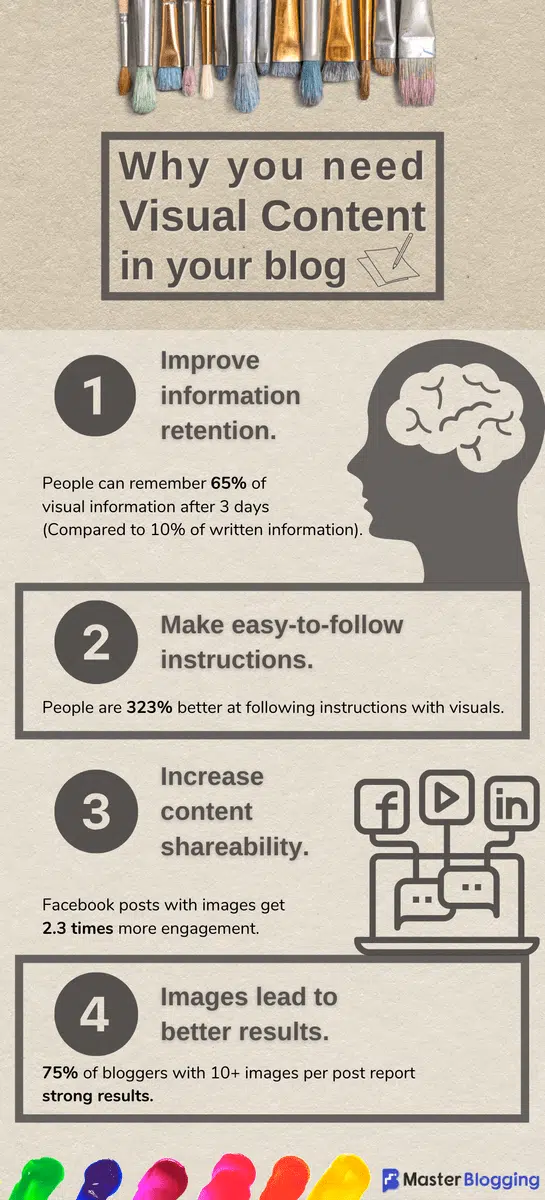 Why you need
Visual Content
in your blog
1
Improve
information
retention.
People can remember 65% of
visual information after 3 days
(Compared to 10% of written information).
2
Make easy-to-follow
instructions.
People are 323% better at following instructions with visuals.
3
Increase
content
shareability.
f
in
Facebook posts with images get
2.3 times more engagement.
4
Images lead to
better results.
75% of bloggers with 10+ images per post report
strong results.
MasterBlogging